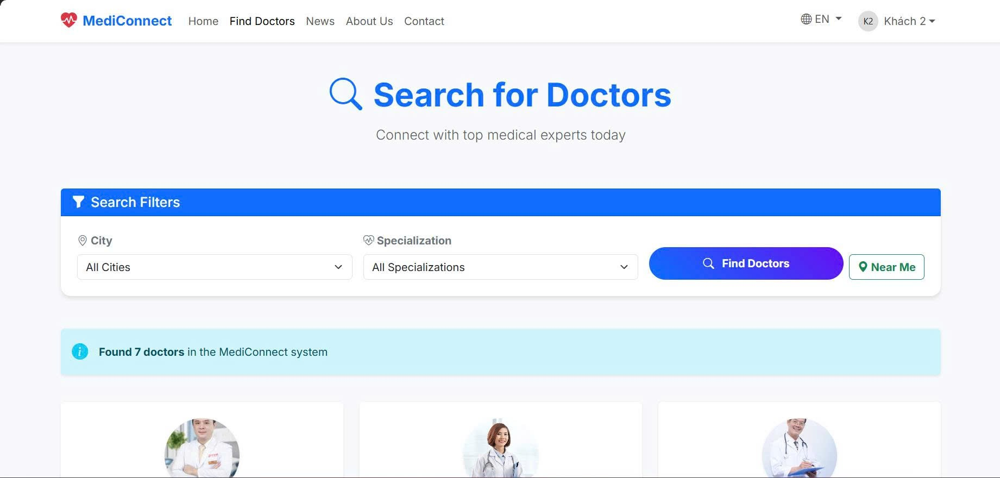 MediConnect Home Find Doctors News About Us Contact EN K2 Khách 2
Search for Doctors
Connect with top medical experts today
Search Filters
City
Specialization
All Cities
All Specializations
Find Doctors
Near Me
Found 7 doctors in the MediConnect system